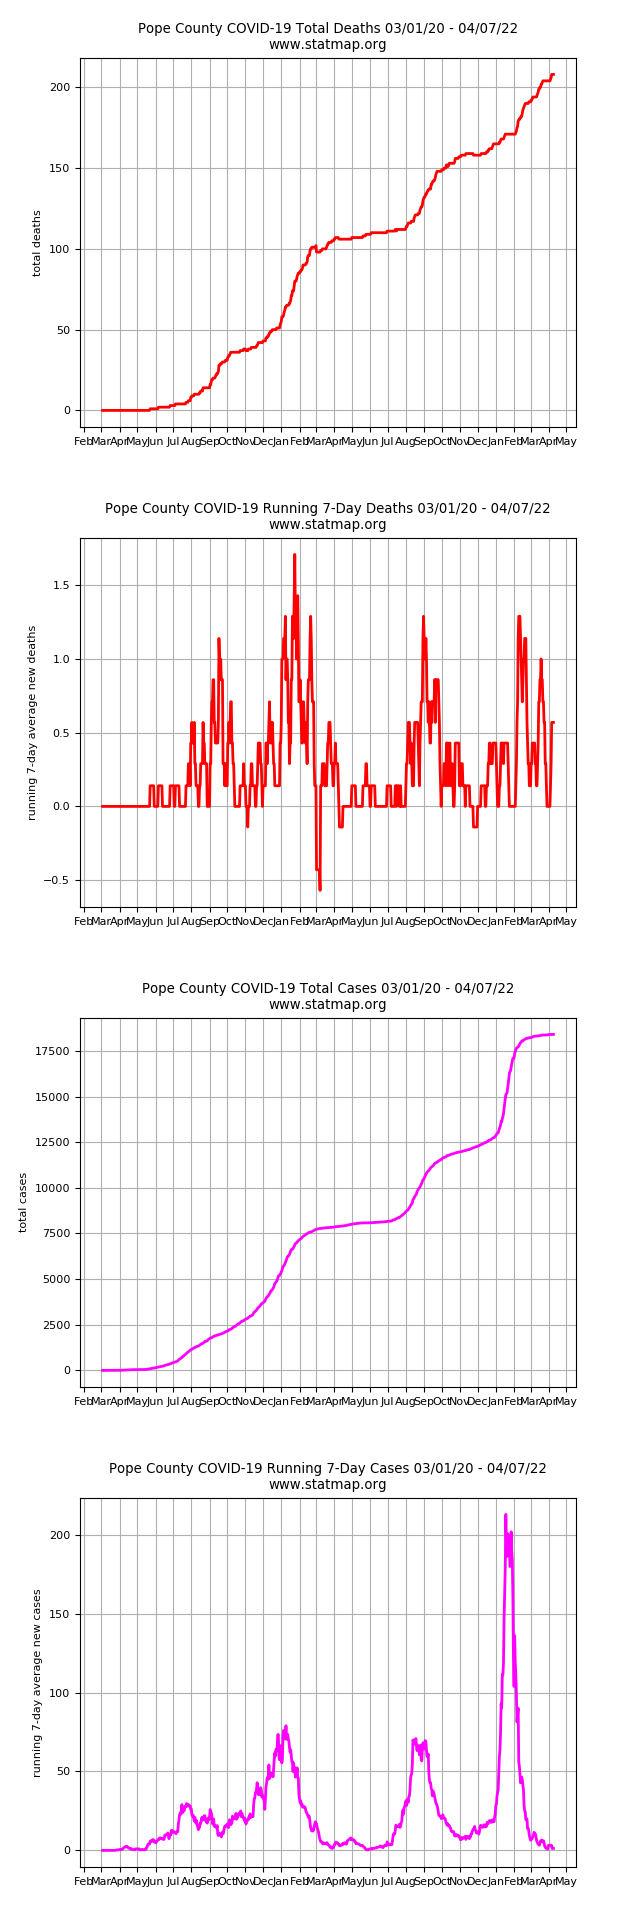 Pope County COVID-19 Total Deaths 03/01/20 - 04/07/22
www.statmap.org
total deaths
200
150
100
50
0
Feb Mar Apr May Jun Jul Aug Sep Oct Nov Dec Jan Feb Mar Apr May Jun Jul Aug Sep Oct Nov Dec Jan Feb Mar Apr May
Pope County COVID-19 Running 7-Day Deaths 03/01/20 - 04/07/22
www.statmap.org
running 7-day average new deaths
1.5
1.0
0.5
0.0
−0.5
Feb Mar Apr May Jun Jul Aug Sep Oct Nov Dec Jan Feb Mar Apr May Jun Jul Aug Sep Oct Nov Dec Jan Feb Mar Apr May
Pope County COVID-19 Total Cases 03/01/20 - 04/07/22
www.statmap.org
total cases
17500
15000
12500
10000
7500
5000
2500
0
Feb Mar Apr May Jun Jul Aug Sep Oct Nov Dec Jan Feb Mar Apr May Jun Jul Aug Sep Oct Nov Dec Jan Feb Mar Apr May
Pope County COVID-19 Running 7-Day Cases 03/01/20 - 04/07/22
www.statmap.org
running 7-day average new cases
200
150
100
50
0
Feb Mar Apr May Jun Jul Aug Sep Oct Nov Dec Jan Feb Mar Apr May Jun Jul Aug Sep Oct Nov Dec Jan Feb Mar Apr May